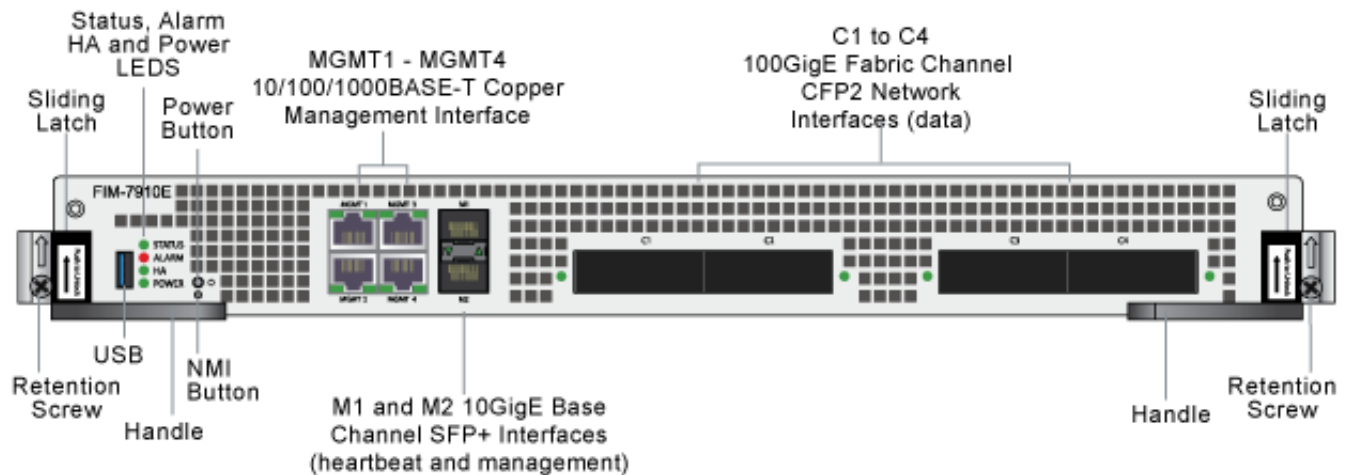 Status, Alarm
HA and Power
LEDS
MGMT1 - MGMT4
10/100/1000BASE-T Copper
Management Interface
C1 to C4
100GigE Fabric Channel
CFP2 Network
Interfaces (data)
Sliding
Latch
Power
Button
Sliding
Latch
FIM-7910E
MGMT 1
MGMT 3
M1
STATUS
ALARM
HA
POWER
C1
C2
C3
C4
MGMT 2
MGMT 4
M2
USB
NMI
Button
Retention
Screw
Handle
M1 and M2 10GigE Base
Channel SFP+ Interfaces
(heartbeat and management)
Handle
Retention
Screw